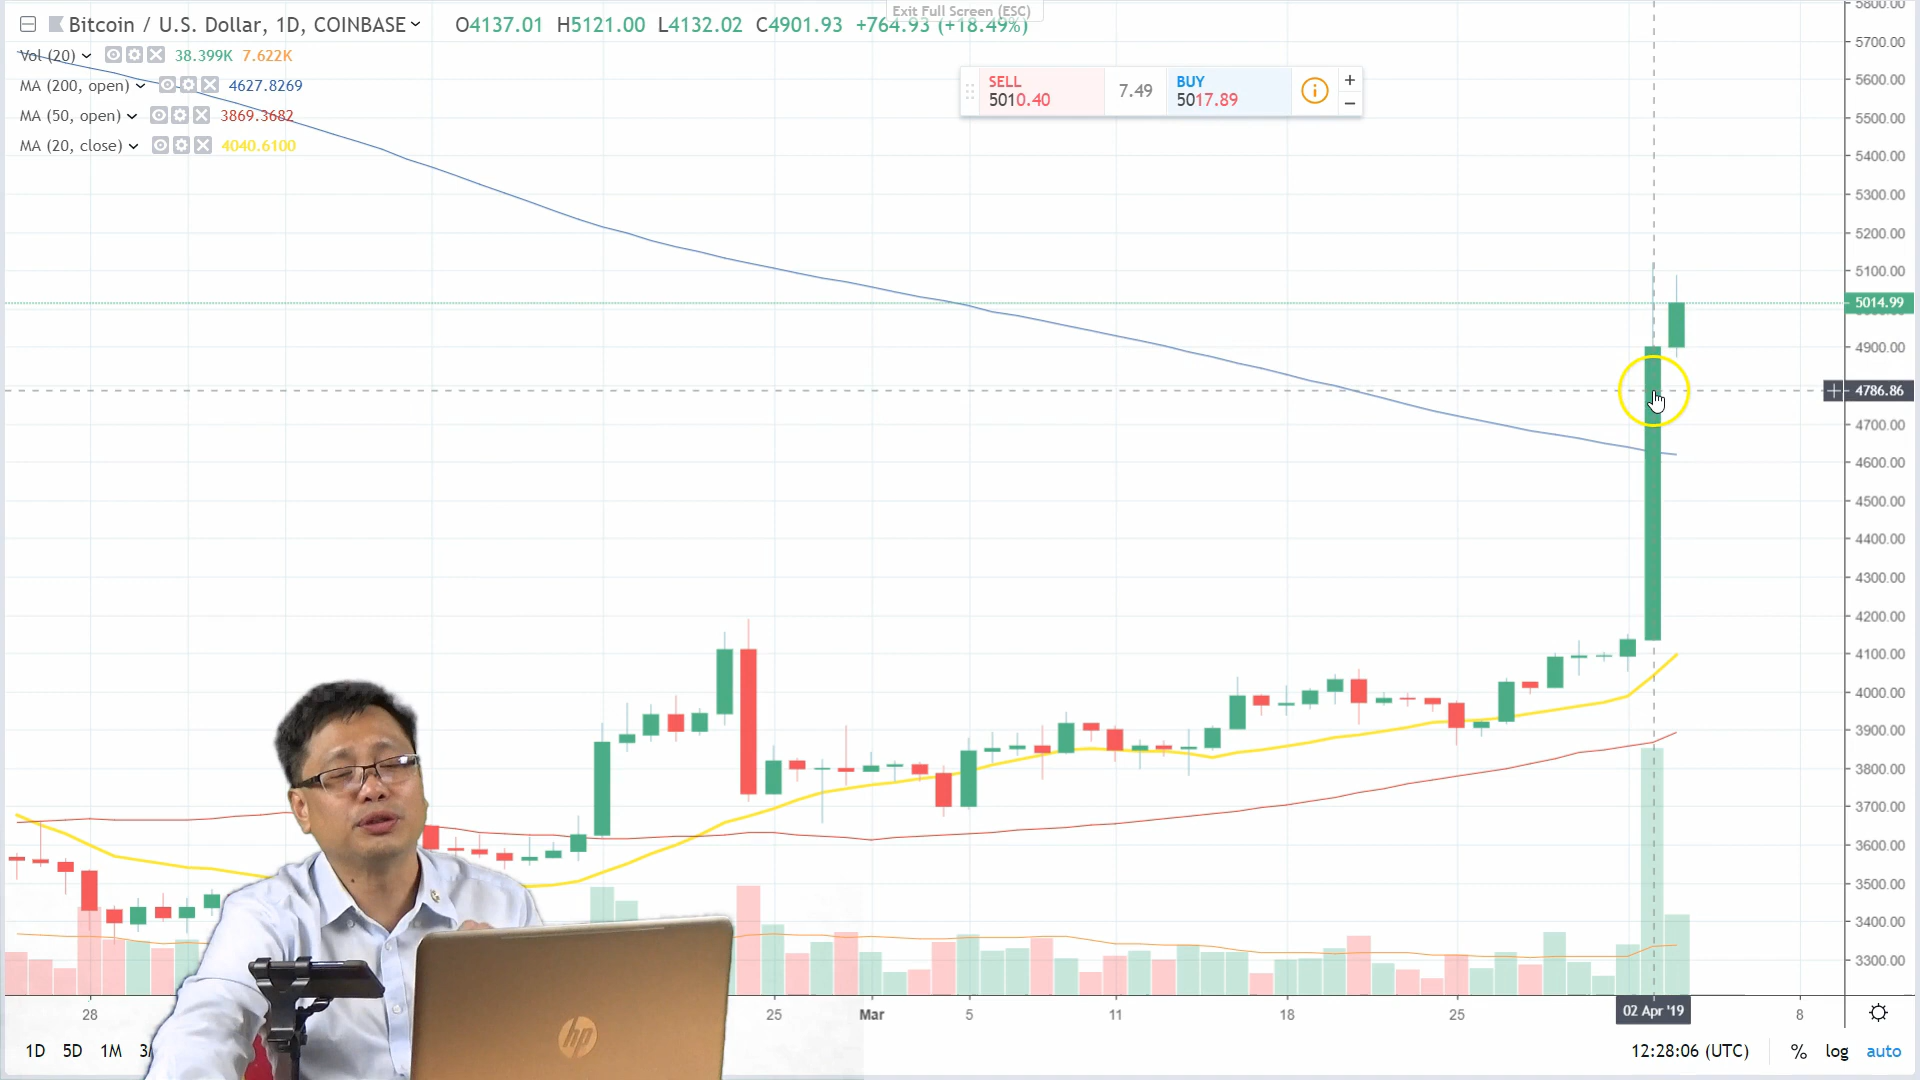 Exit Full Screen (ESC)
Bitcoin / U.S. Dollar, 1D, COINBASE O4137.01 H5121.00 L4132.02 C4901.93 +764.93 (+18.49%)
Vol (20) 38.399K 7.622K
MA (200, open) 4627.8269
MA (50, open) 3869.3682
MA (20, close) 4040.6100
SELL
5010.40
7.49
BUY
5017.89
+
−
5800.00
5700.00
5600.00
5500.00
5400.00
5300.00
5200.00
5100.00
5014.99
4900.00
4786.86
4700.00
4600.00
4500.00
4400.00
4300.00
4200.00
4100.00
4000.00
3900.00
3800.00
3700.00
3600.00
3500.00
3400.00
3300.00
28 25 Mar 5 11 18 25 02 Apr '19 8
1D 5D 1M 12:28:06 (UTC) % log auto
hp